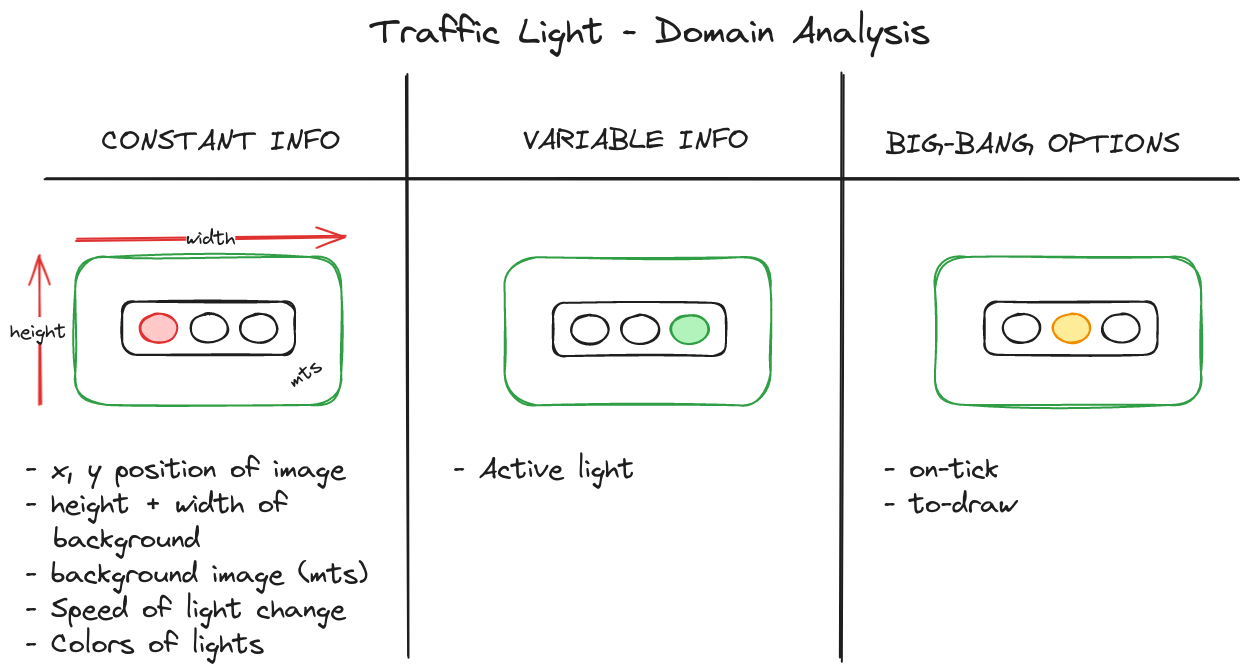 Traffic Light - Domain Analysis
CONSTANT INFO
VARIABLE INFO
BIG-BANG OPTIONS
width
height
mts
- x, y position of image
- height + width of
background
- background image (mts)
- Speed of light change
- Colors of lights
- Active light
- on-tick
- to-draw